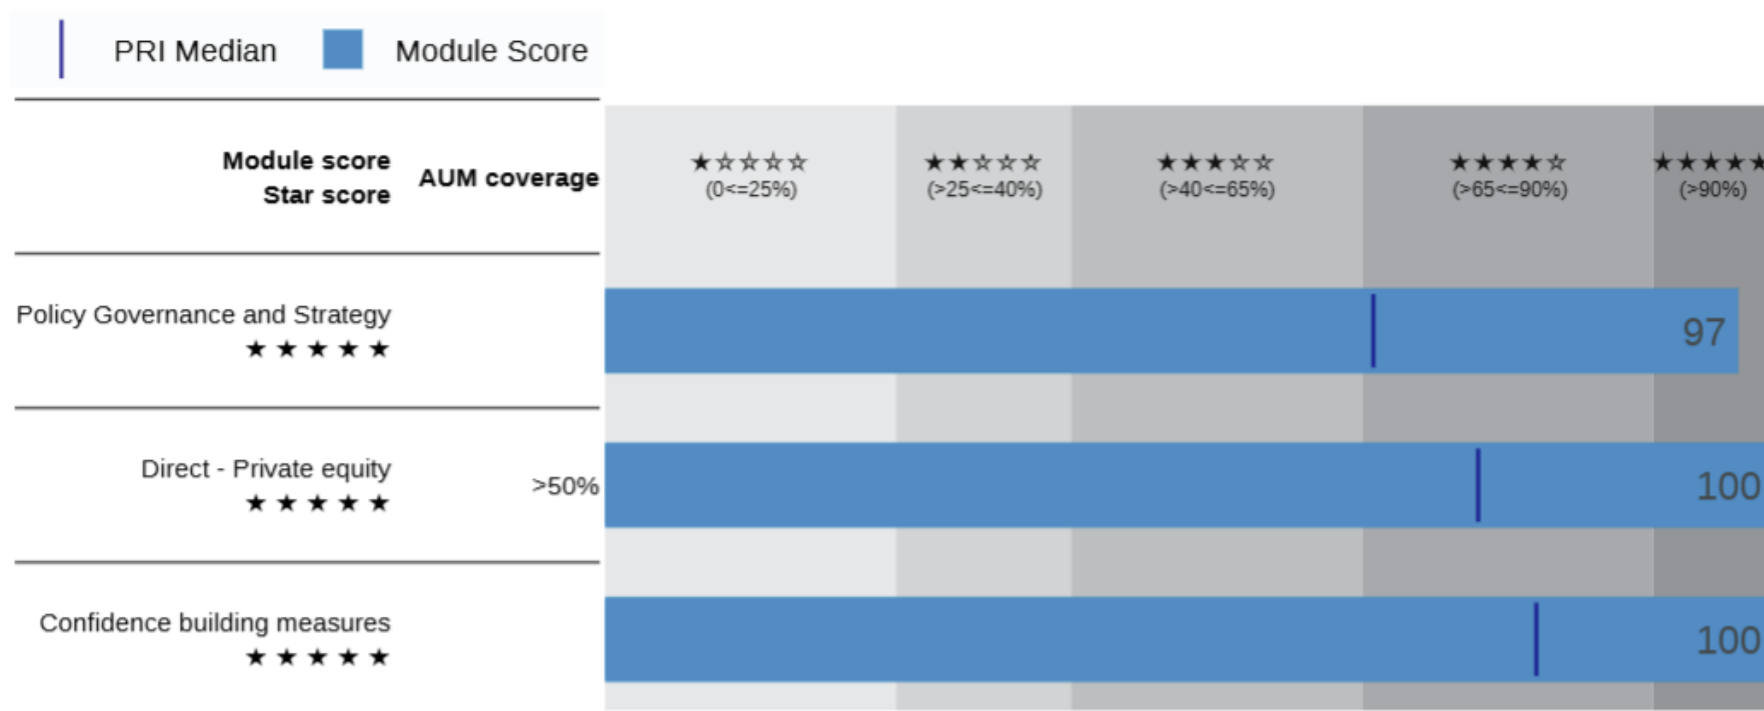 PRI Median Module Score
Module score
Star score
AUM coverage
★☆☆☆☆
(0<=25%)
★★☆☆☆
(>25<=40%)
★★★☆☆
(>40<=65%)
★★★★☆
(>65<=90%)
★★★★★
(>90%)
Policy Governance and Strategy
★ ★ ★ ★ ★
97
Direct - Private equity
★ ★ ★ ★ ★
>50%
100
Confidence building measures
★ ★ ★ ★ ★
100